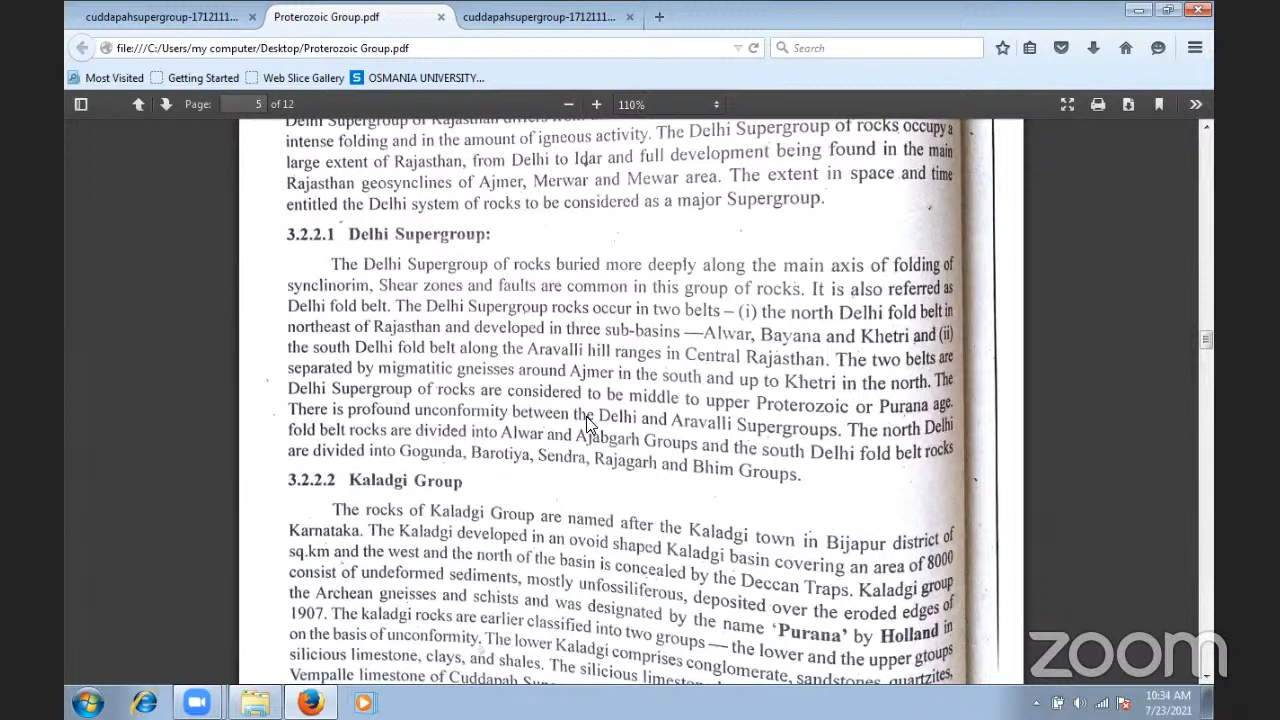 cuddapahsupergroup-1712111...
Proterozoic Group.pdf
cuddapahsupergroup-1712111...
file:///C:/Users/my computer/Desktop/Proterozoic Group.pdf
Search
Most Visited
Getting Started
Web Slice Gallery
OSMANIA UNIVERSITY...
Page: 5 of 12
110%
Delhi Supergroup of Rajasthan differs from
intense folding and in the amount of igneous activity. The Delhi Supergroup of rocks occupy a
large extent of Rajasthan, from Delhi to Idar and full development being found in the main
Rajasthan geosynclines of Ajmer, Merwar and Mewar area. The extent in space and time
entitled the Delhi system of rocks to be considered as a major Supergroup.
3.2.2.1 Delhi Supergroup:
The Delhi Supergroup of rocks buried more deeply along the main axis of folding of
synclinorim, Shear zones and faults are common in this group of rocks. It is also referred as
Delhi fold belt. The Delhi Supergroup rocks occur in two belts – (i) the north Delhi fold belt in
northeast of Rajasthan and developed in three sub-basins —Alwar, Bayana and Khetri and (ii)
the south Delhi fold belt along the Aravalli hill ranges in Central Rajasthan. The two belts are
separated by migmatitic gneisses around Ajmer in the south and up to Khetri in the north. The
Delhi Supergroup of rocks are considered to be middle to upper Proterozoic or Purana age.
There is profound unconformity between the Delhi and Aravalli Supergroups. The north Delhi
fold belt rocks are divided into Alwar and Ajabgarh Groups and the south Delhi fold belt rocks
are divided into Gogunda, Barotiya, Sendra, Rajagarh and Bhim Groups.
3.2.2.2 Kaladgi Group
The rocks of Kaladgi Group are named after the Kaladgi town in Bijapur district of
Karnataka. The Kaladgi developed in an ovoid shaped Kaladgi basin covering an area of 8000
sq.km and the west and the north of the basin is concealed by the Deccan Traps. Kaladgi group
consist of undeformed sediments, mostly unfossiliferous, deposited over the eroded edges of
the Archean gneisses and schists and was designated by the name 'Purana' by Holland in
1907. The kaladgi rocks are earlier classified into two groups — the lower and the upper gtoups
on the basis of unconformity. The lower Kaladgi comprises conglomerate, sandstones, quartzites,
silicious limestone, clays, and shales. The silicious limestone
Vempalle limestone of Cuddapah
zoom
10:34 AM
7/23/2021